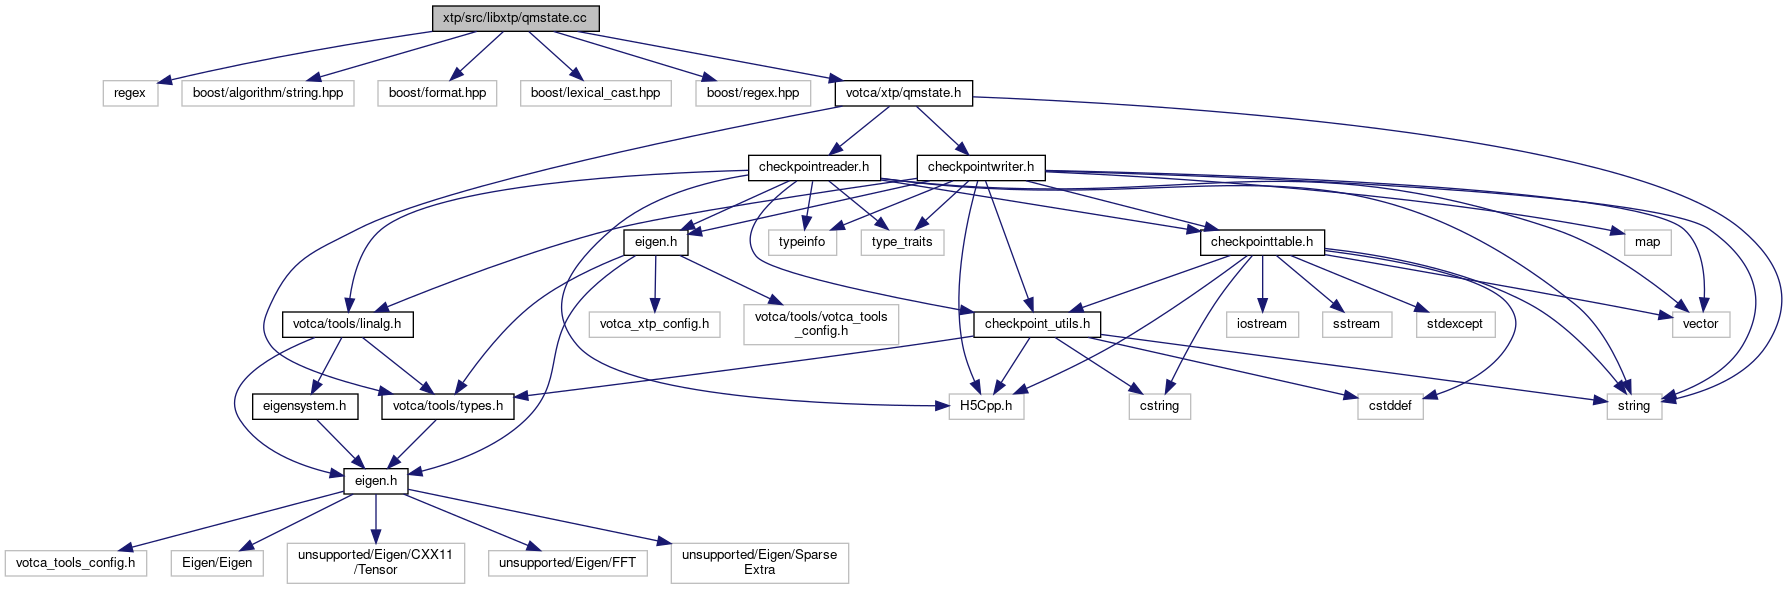 xtp/src/libxtp/qmstate.cc
regex
boost/algorithm/string.hpp
boost/format.hpp
boost/lexical_cast.hpp
boost/regex.hpp
votca/xtp/qmstate.h
checkpointreader.h
checkpointwriter.h
eigen.h
typeinfo
type_traits
checkpointtable.h
map
votca/tools/linalg.h
votca_xtp_config.h
votca/tools/votca_tools
_config.h
checkpoint_utils.h
iostream
sstream
stdexcept
vector
eigensystem.h
votca/tools/types.h
H5Cpp.h
cstring
cstddef
string
eigen.h
votca_tools_config.h
Eigen/Eigen
unsupported/Eigen/CXX11
/Tensor
unsupported/Eigen/FFT
unsupported/Eigen/Sparse
Extra